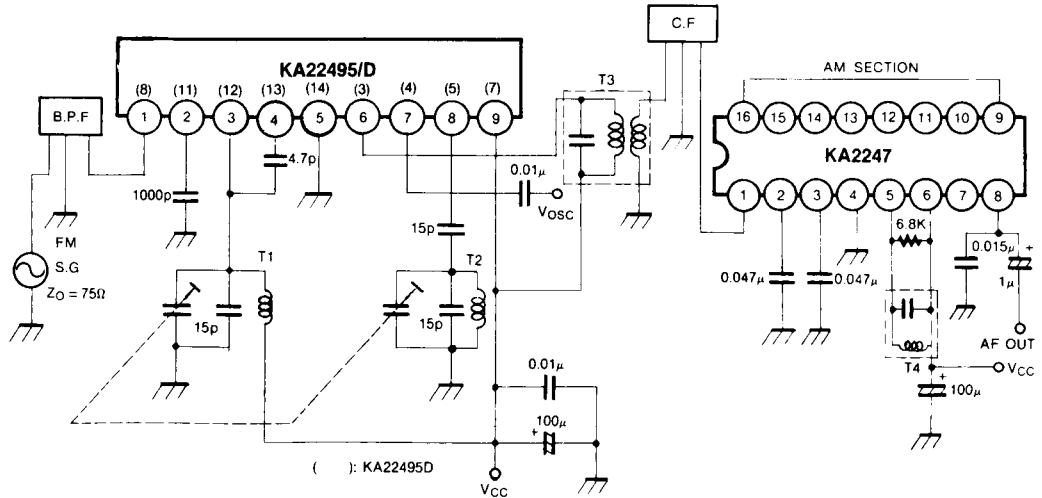 C.F
KA22495/D
T3
AM SECTION
(8) (11) (12) (13) (14) (3) (4) (5) (7)
B.P.F
1 2 3 4 5 6 7 8 9
16 15 14 13 12 11 10 9
KA2247
4.7p
0.01µ
VOSC
1 2 3 4 5 6 7 8
1000p
15p
6.8K
0.015µ
+
FM
S.G
ZO = 75Ω
T1
T2
0.047µ
0.047µ
1µ
15p
15p
AF OUT
T4
VCC
0.01µ
+
100µ
100µ
+
( ): KA22495D
VCC